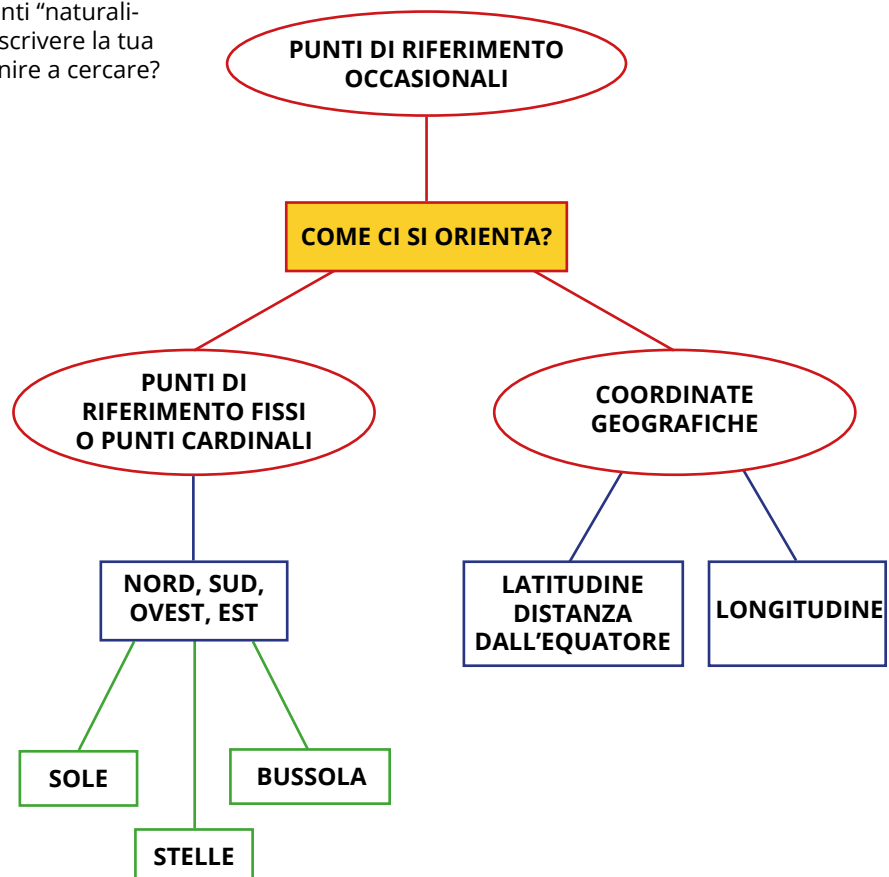 nti “naturali-
scrivere la tua
nire a cercare?
PUNTI DI RIFERIMENTO
OCCASIONALI
COME CI SI ORIENTA?
PUNTI DI
RIFERIMENTO FISSI
O PUNTI CARDINALI
COORDINATE
GEOGRAFICHE
NORD, SUD,
OVEST, EST
LATITUDINE
DISTANZA
DALL’EQUATORE
LONGITUDINE
SOLE
BUSSOLA
STELLE